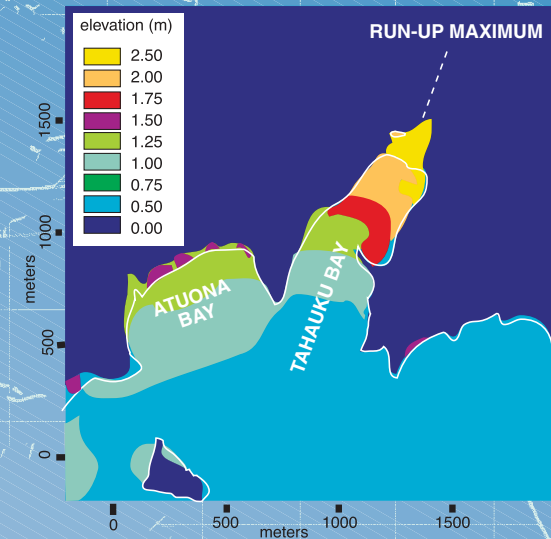 elevation (m)
2.50
2.00
1.75
1.50
1.25
1.00
0.75
0.50
0.00
RUN-UP MAXIMUM
ATUONA
BAY
TAHAUKU BAY
meters
1500
1000
500
0
0
500
1000
1500
meters